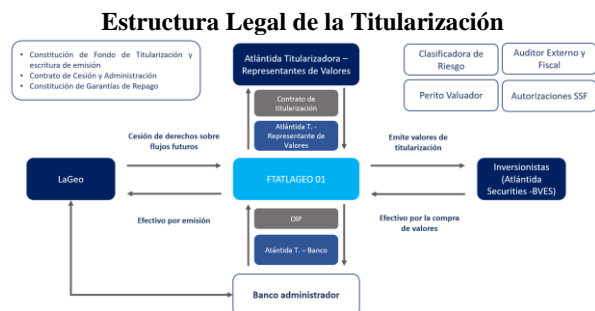 Estructura Legal de la Titularización
• Constitución de Fondo de Titularización y
escritura de emisión
• Contrato de Cesión y Administración
• Constitución de Garantías de Repago
Atlántida Titularizadora –
Representantes de Valores
Clasificadora de
Riesgo
Auditor Externo y
Fiscal
Perito Valuador
Autorizaciones SSF
Contrato de
titularización
Atlántida T. -
Representante de
Valores
Cesión de derechos sobre
flujos futuros
Emite valores de
titularización
LaGeo
FTATLAGEO 01
Inversionistas
(Atlántida
Securities -BVES)
Efectivo por emisión
Efectivo por la compra
de valores
OIP
Atántida T. – Banco
Banco administrador